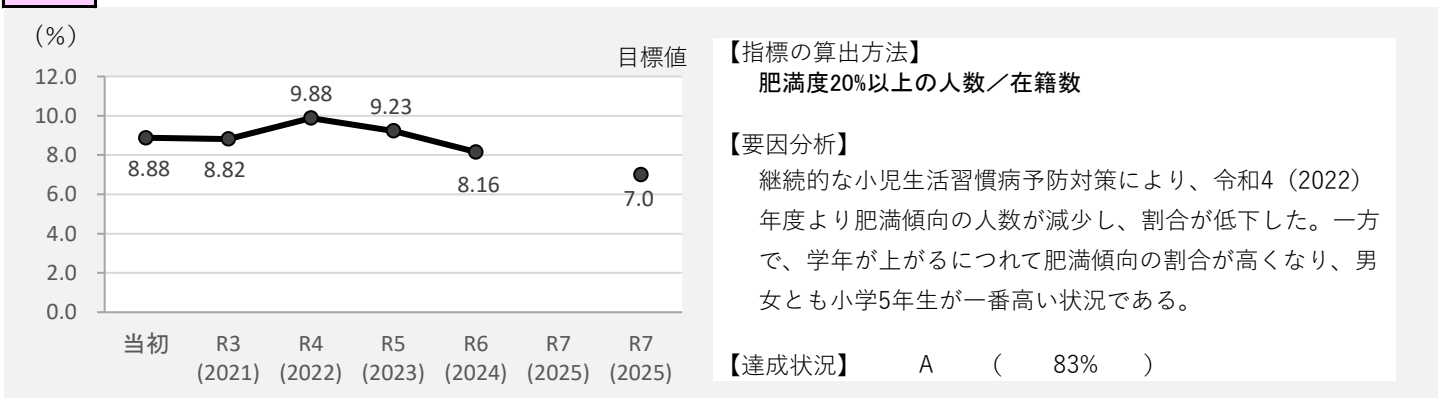 (%)
目標値
12.0
10.0
8.0
6.0
4.0
2.0
0.0
8.88
8.82
9.88
9.23
8.16
7.0
当初 R3 R4 R5 R6 R7 R7
(2021) (2022) (2023) (2024) (2025) (2025)
【指標の算出方法】
肥満度20%以上の人数／在籍数
【要因分析】
継続的な小児生活習慣病予防対策により、令和4（2022）
年度より肥満傾向の人数が減少し、割合が低下した。一方
で、学年が上がるにつれて肥満傾向の割合が高くなり、男
女とも小学5年生が一番高い状況である。
【達成状況】 A ( 83% )